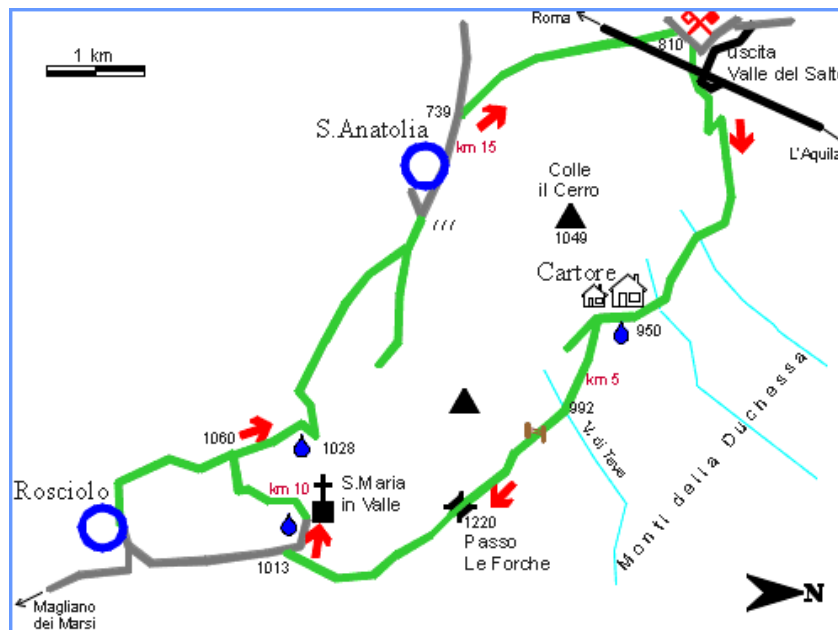 Roma
810
uscita
Valle del Salto
1 km
739
S.Anatolia
km 15
L'Aquila
Colle
il Cerro
1049
Cartore
950
km 5
992
V. di Teve
Monti della Duchessa
1060
1028
Rosciolo
km 10
S.Maria
in Valle
1220
Passo
Le Forche
1013
Magliano
dei Marsi
N